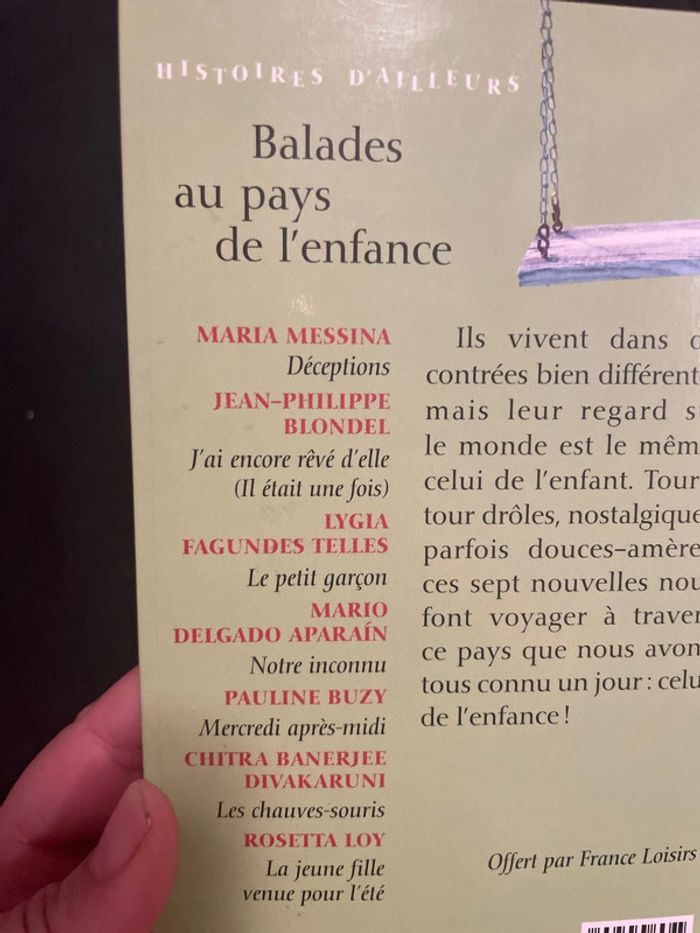 HISTOIRES D'AILLEURS
Balades
au pays
de l'enfance
MARIA MESSINA
Déceptions
JEAN-PHILIPPE
BLONDEL
J'ai encore rêvé d'elle
(Il était une fois)
LYGIA
FAGUNDES TELLES
Le petit garçon
MARIO
DELGADO APARAÍN
Notre inconnu
PAULINE BUZY
Mercredi après-midi
CHITRA BANERJEE
DIVAKARUNI
Les chauves-souris
ROSETTA LOY
La jeune fille
venue pour l'été
Ils vivent dans
contrées bien différent
mais leur regard s
le monde est le mêm
celui de l'enfant. Tour
tour drôles, nostalgique
parfois douces-amère
ces sept nouvelles nou
font voyager à traver
ce pays que nous avon
tous connu un jour : celu
de l'enfance !
Offert par France Loisirs